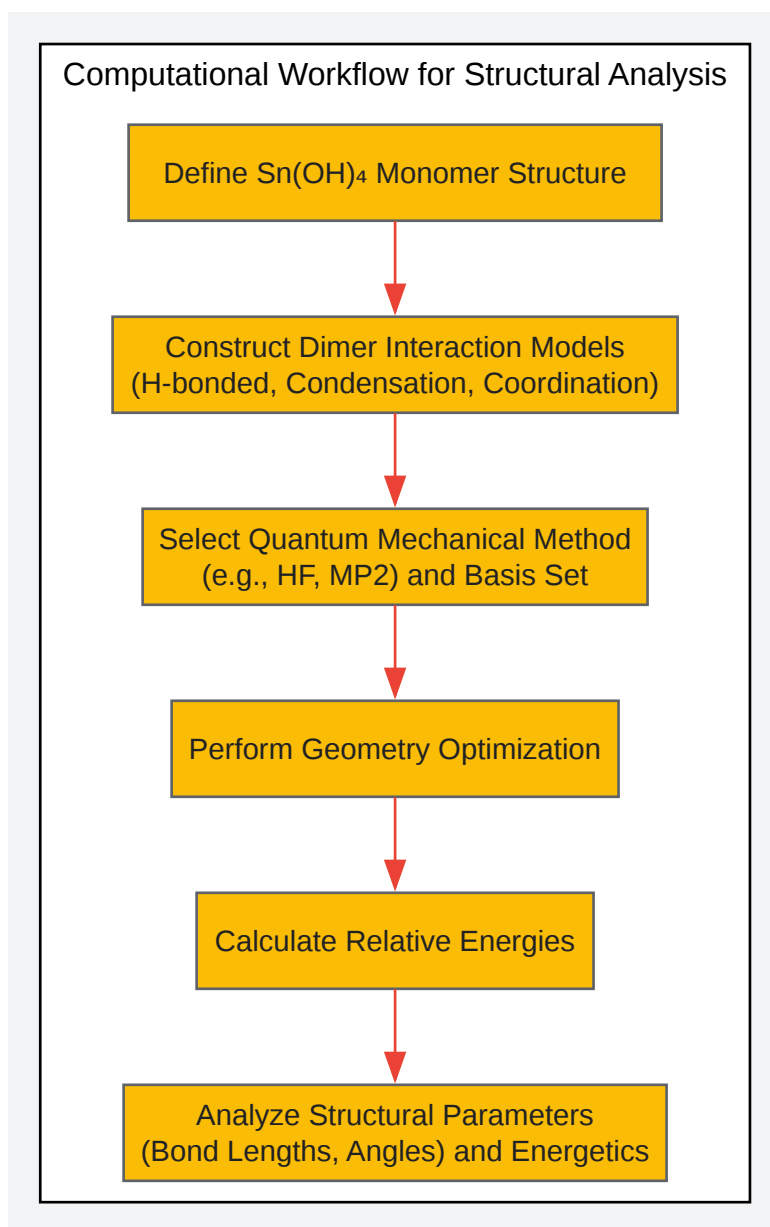 Computational Workflow for Structural Analysis
Define Sn(OH)₄ Monomer Structure
Construct Dimer Interaction Models
(H-bonded, Condensation, Coordination)
Select Quantum Mechanical Method
(e.g., HF, MP2) and Basis Set
Perform Geometry Optimization
Calculate Relative Energies
Analyze Structural Parameters
(Bond Lengths, Angles) and Energetics